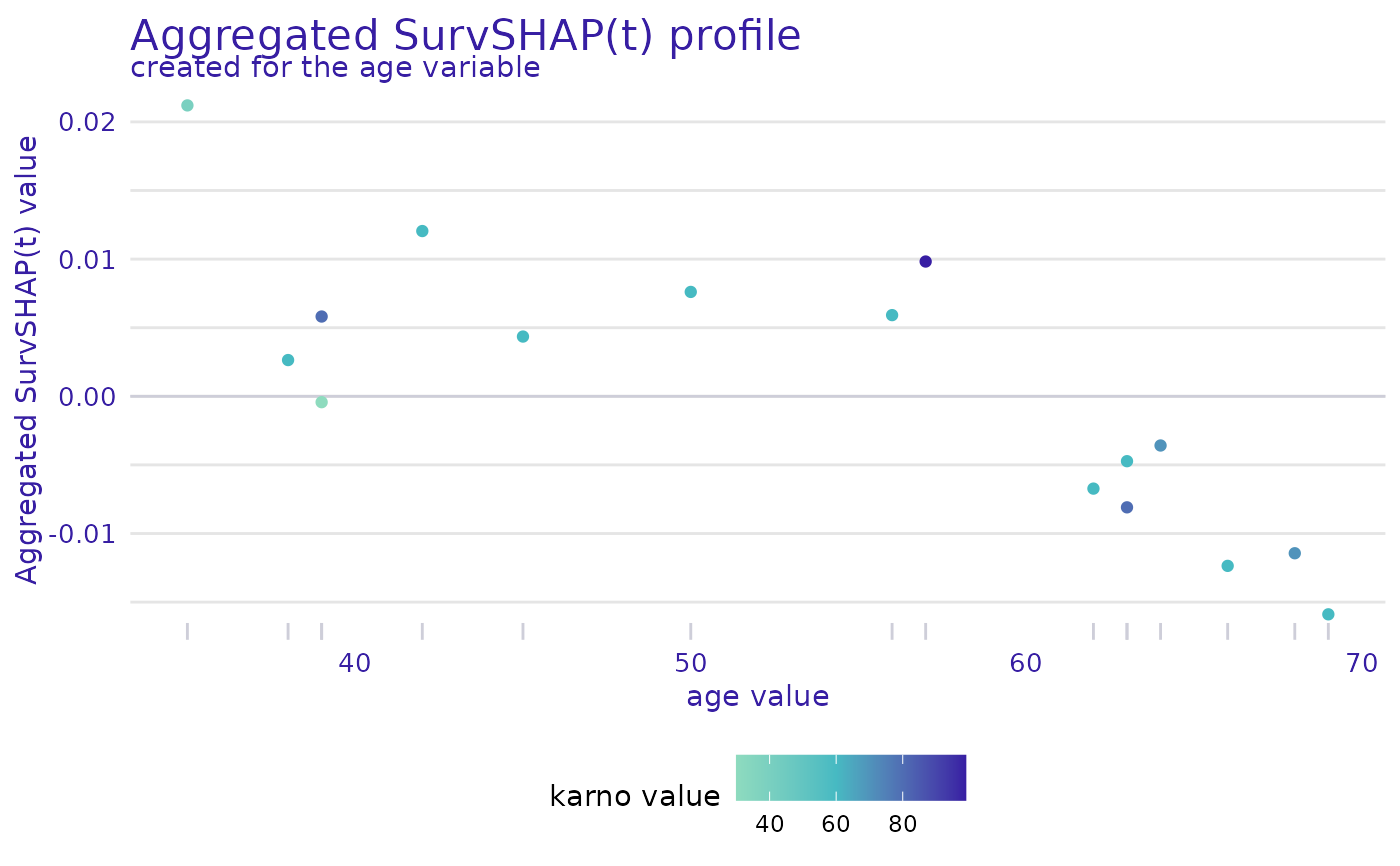 Aggregated SurvSHAP(t) profile
created for the age variable
Aggregated SurvSHAP(t) value
0.02
0.01
0.00
-0.01
40 50 60 70
age value
karno value
40 60 80